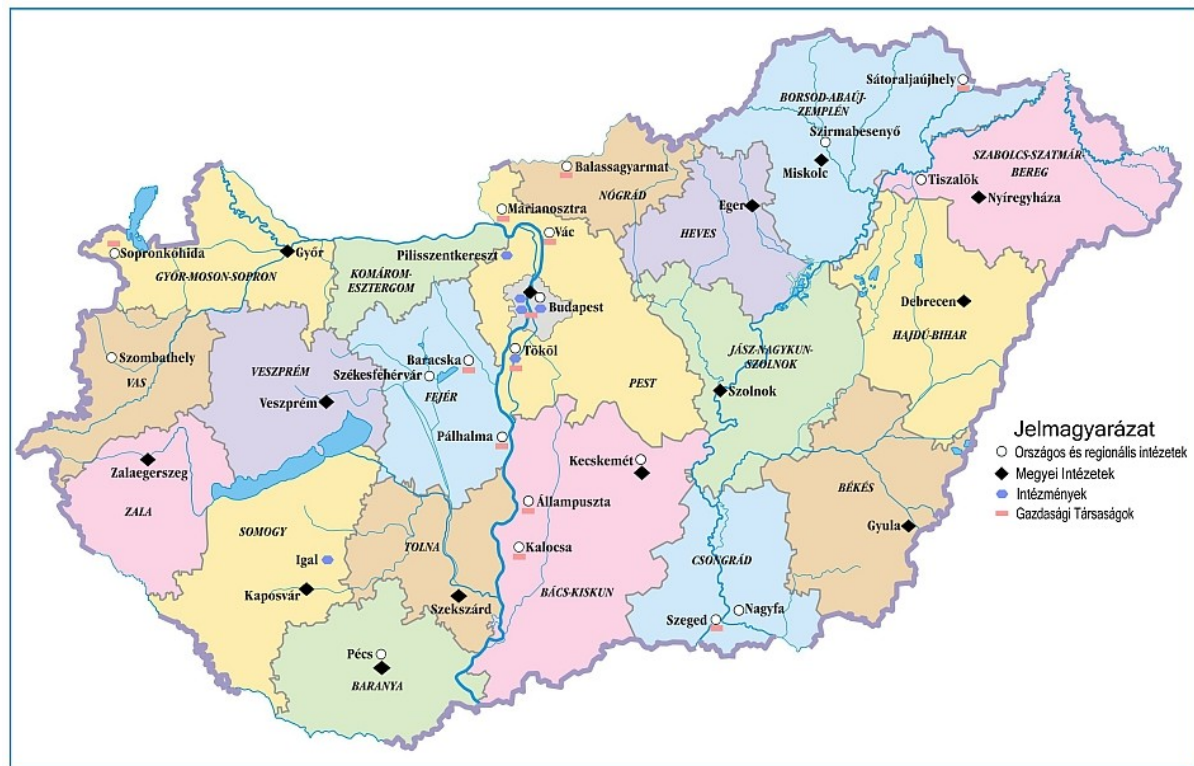 Sátoraljaújhely
BORSOD-ABAÚJ-
ZEMPLÉN
Szirmabesenyő
Miskolc
SZABOLCS-SZATMÁR-
BEREG
Tiszalök
Nyíregyháza
Balassagyarmat
NÓGRÁD
Márianosztra
Vác
Eger
HEVES
Pilisszentkereszt
Sopronkőhida
Győr
GYŐR-MOSON-SOPRON
KOMÁROM-
ESZTERGOM
Budapest
Debrecen
HAJDÚ-BIHAR
Szombathely
VAS
VESZPRÉM
Veszprém
Baracska
Székesfehérvár
FEJÉR
Tököl
PEST
JÁSZ-NAGYKUN-
SZOLNOK
Szolnok
Pálhalma
Kecskemét
Zalaegerszeg
ZALA
Állampuszta
BÉKÉS
Gyula
SOMOGY
Igal
TOLNA
Kalocsa
CSONGRÁD
Kaposvár
Szekszárd
BÁCS-KISKUN
Szeged
Nagyfa
Pécs
BARANYA
Jelmagyarázat
Országos és regionális intézetek
Megyei Intézetek
Intézmények
Gazdasági Társaságok